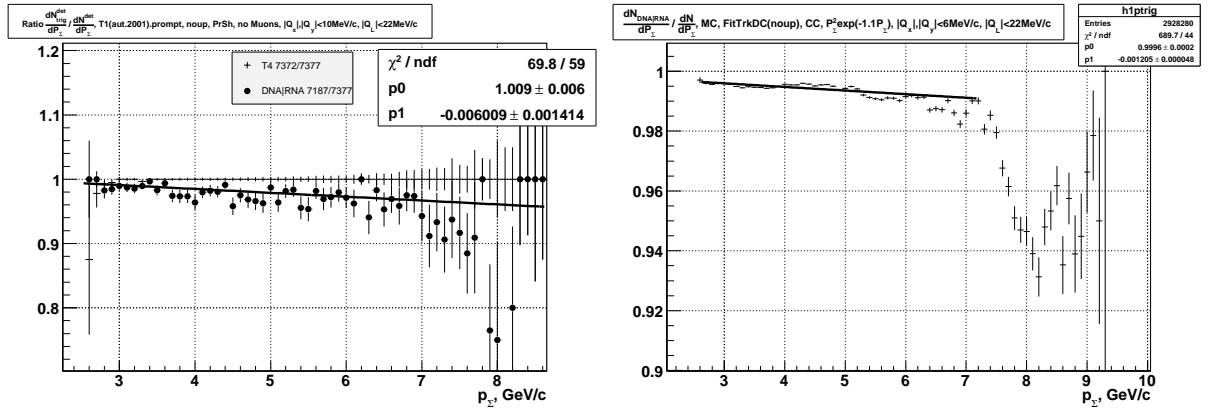 Ratio dN^det_trig/dP_Σ / dN^det/dP_Σ, T1(aut.2001).prompt, noup, PrSh, no Muons, |Q_x|,|Q_y|<10MeV/c, |Q_L|<22MeV/c
T4 7372/7377
DNA|RNA 7187/7377
χ² / ndf 69.8 / 59
p0 1.009 ± 0.006
p1 -0.006009 ± 0.001414
1.2
1.1
1
0.9
0.8
3 4 5 6 7 8
p_Σ, GeV/c
dN_DNA|RNA/dP_Σ / dN/dP_Σ, MC, FitTrkDC(noup), CC, P²_Σexp(-1.1P_Σ), |Q_x|,|Q_y|<6MeV/c, |Q_L|<22MeV/c
h1ptrig
Entries 2928280
χ² / ndf 689.7 / 44
p0 0.9996 ± 0.0002
p1 -0.001205 ± 0.000048
1
0.98
0.96
0.94
0.92
0.9
3 4 5 6 7 8 9 10
p_Σ, GeV/c